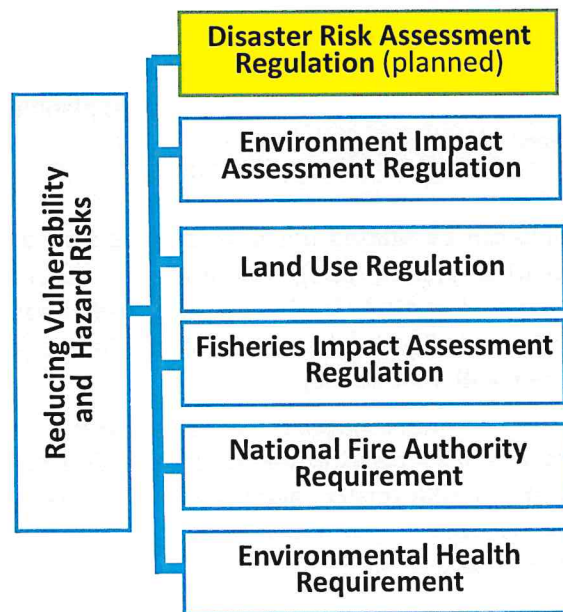 Reducing Vulnerability
and Hazard Risks
Disaster Risk Assessment
Regulation (planned)
Environment Impact
Assessment Regulation
Land Use Regulation
Fisheries Impact Assessment
Regulation
National Fire Authority
Requirement
Environmental Health
Requirement